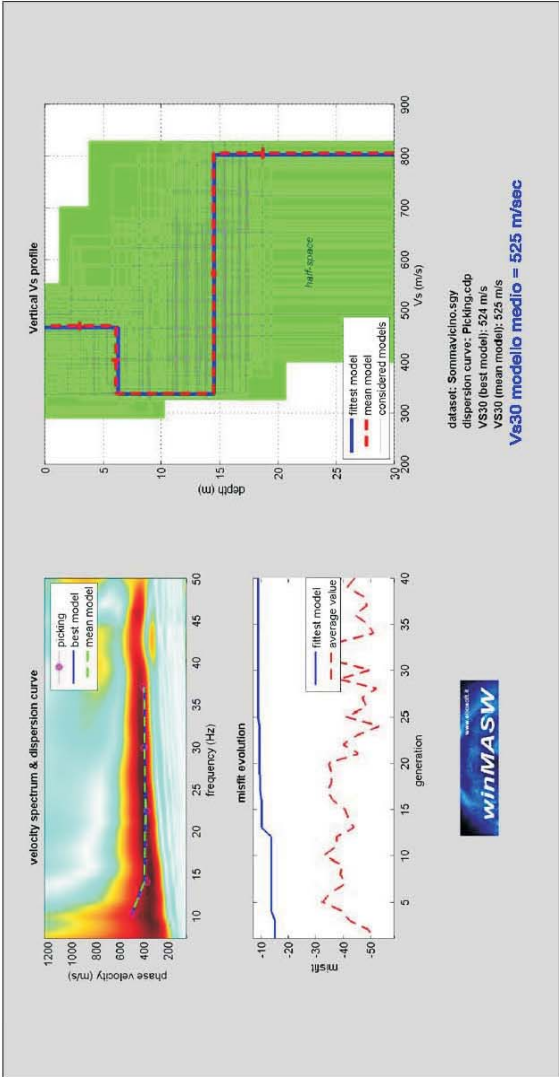 velocity spectrum & dispersion curve
1200
1000
800
600
400
200
phase velocity (m/s)
picking
best model
mean model
10
15
20
25
30
35
40
45
50
frequency (Hz)
misfit evolution
-10
-20
-30
-40
-50
misfit
fittest model
average value
5
10
15
20
25
30
35
40
generation
www.winmasw.it
winMASW
Vertical Vs profile
0
5
10
15
20
25
30
depth (m)
half-space
fittest model
mean model
considered models
200
300
400
500
600
700
800
900
Vs (m/s)
dataset: Sommavicino.sgy
dispersion curve: Picking.cdp
VS30 (best model): 524 m/s
VS30 (mean model): 525 m/s
Vs30 modello medio = 525 m/sec